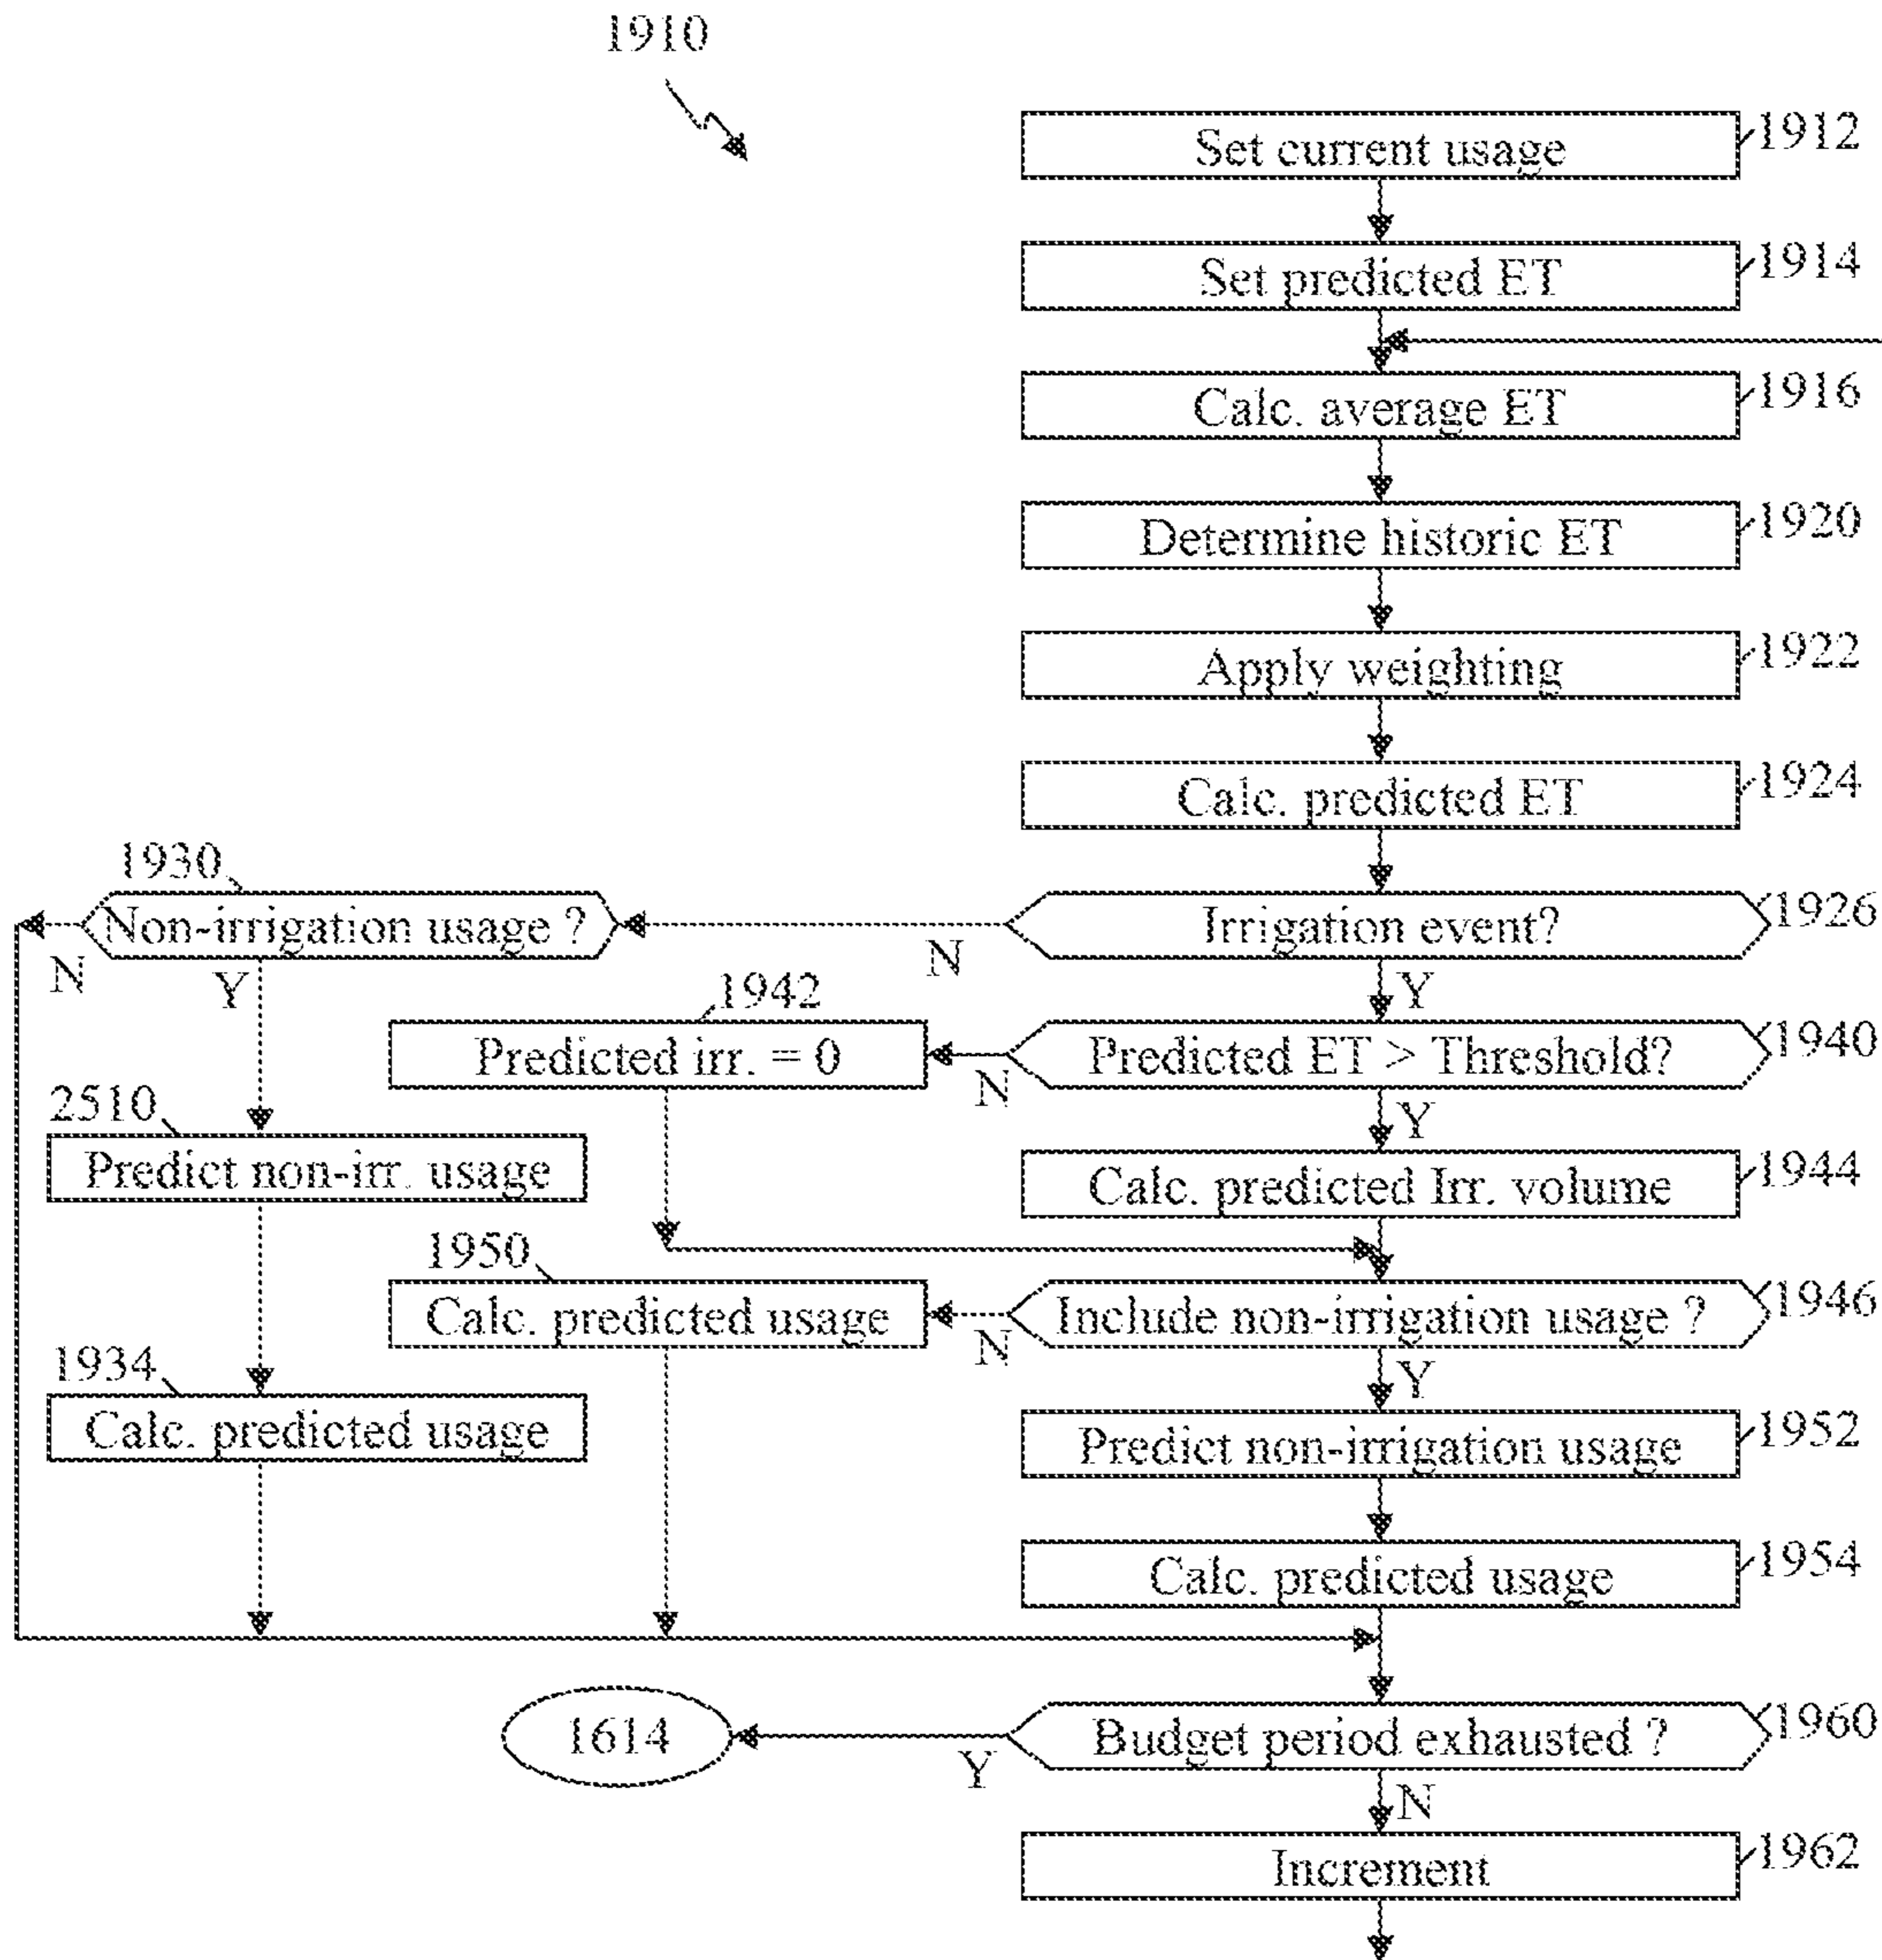 1910
Set current usage
1912
Set predicted ET
1914
Calc. average ET
1916
Determine historic ET
1920
Apply weighting
1922
Calc. predicted ET
1924
1930
Non-irrigation usage ?
Irrigation event?
1926
N
Y
N
Y
1942
Predicted irr. = 0
Predicted ET > Threshold?
1940
N
Y
2510
Predict non-irr. usage
Calc. predicted Irr. volume
1944
1950
Calc. predicted usage
Include non-irrigation usage ?
1946
N
Y
1934
Calc. predicted usage
Predict non-irrigation usage
1952
Calc. predicted usage
1954
1614
Budget period exhausted ?
1960
Y
N
Increment
1962